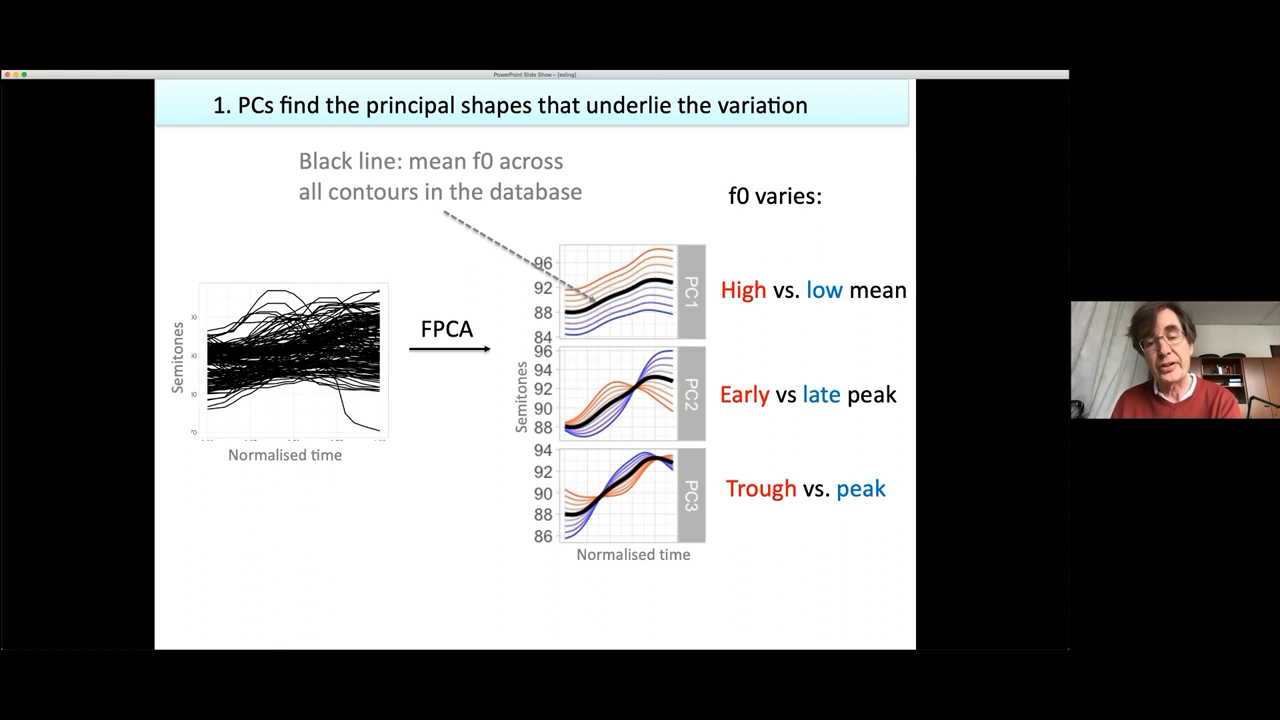 PowerPoint Slide Show - [exling]
1. PCs find the principal shapes that underlie the variation
Black line: mean f0 across
all contours in the database
f0 varies:
Semitones
Normalised time
FPCA
96
92
88
84
PC1
High vs. low mean
Semitones
96
94
92
90
88
PC2
Early vs late peak
94
92
90
88
86
PC3
Trough vs. peak
Normalised time